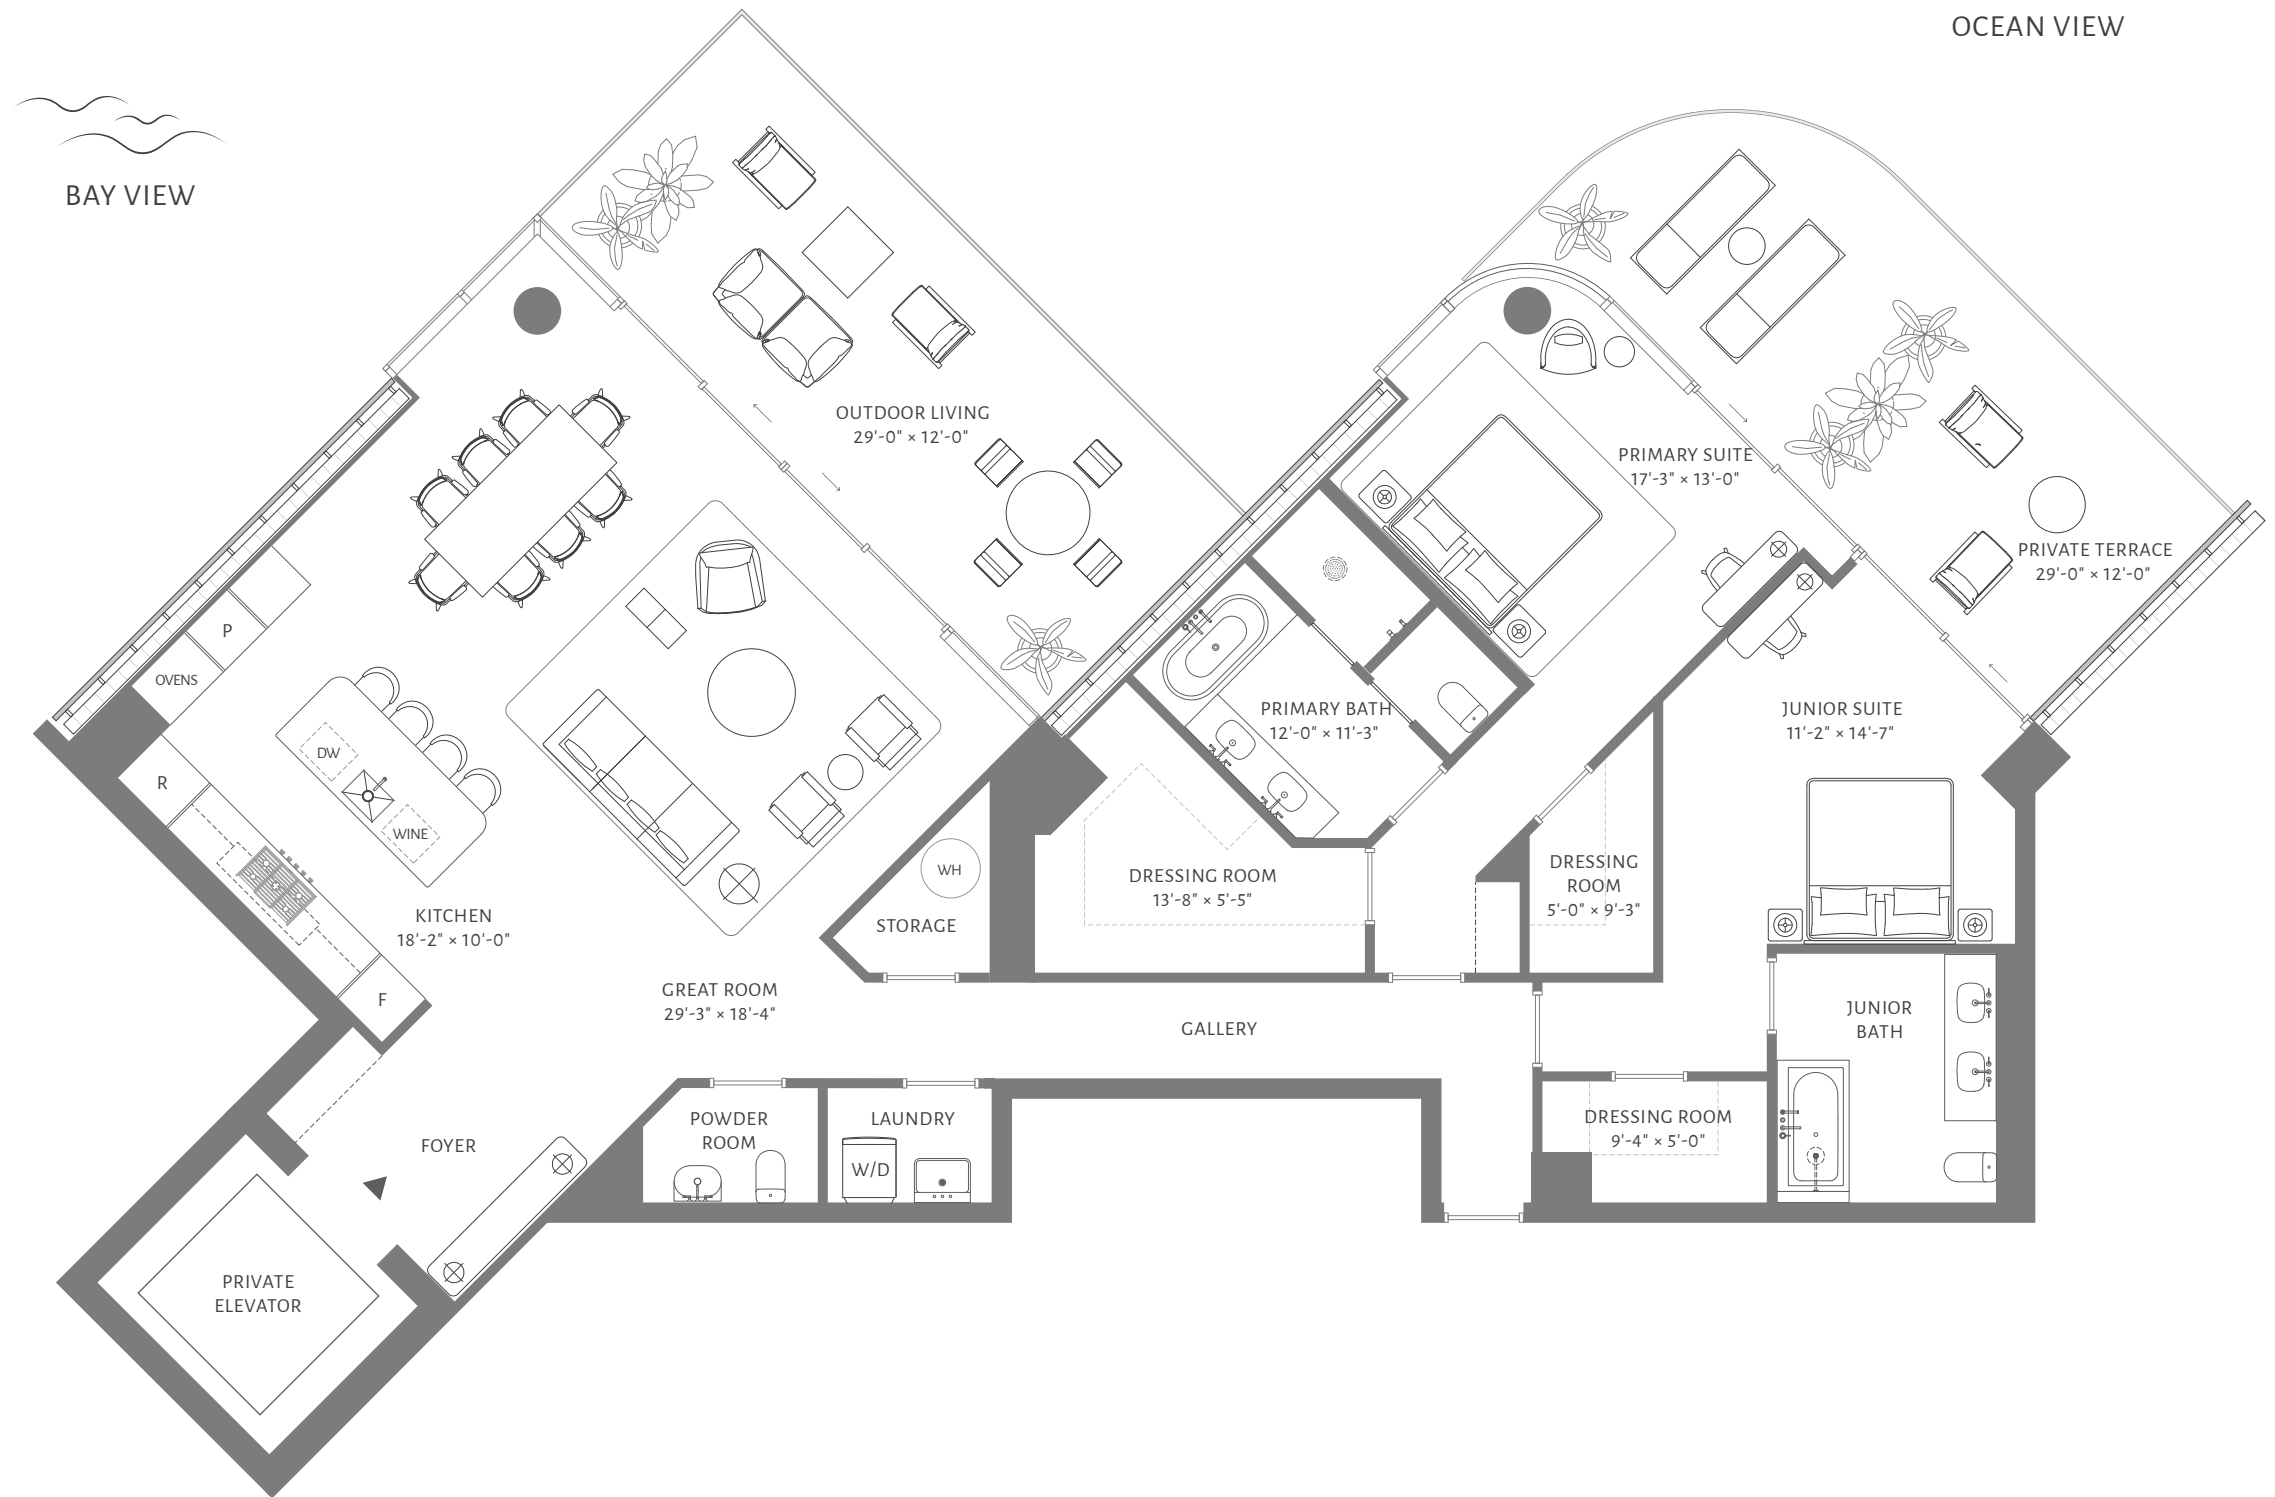 OCEAN VIEW
BAY VIEW
OUTDOOR LIVING
29'-0" × 12'-0"
PRIMARY SUITE
17'-3" × 13'-0"
PRIVATE TERRACE
29'-0" × 12'-0"
P
OVENS
DW
R
WINE
KITCHEN
18'-2" × 10'-0"
F
PRIMARY BATH
12'-0" × 11'-3"
JUNIOR SUITE
11'-2" × 14'-7"
WH
STORAGE
DRESSING ROOM
13'-8" × 5'-5"
DRESSING
ROOM
5'-0" × 9'-3"
GREAT ROOM
29'-3" × 18'-4"
GALLERY
JUNIOR
BATH
FOYER
POWDER
ROOM
LAUNDRY
W/D
DRESSING ROOM
9'-4" × 5'-0"
PRIVATE
ELEVATOR